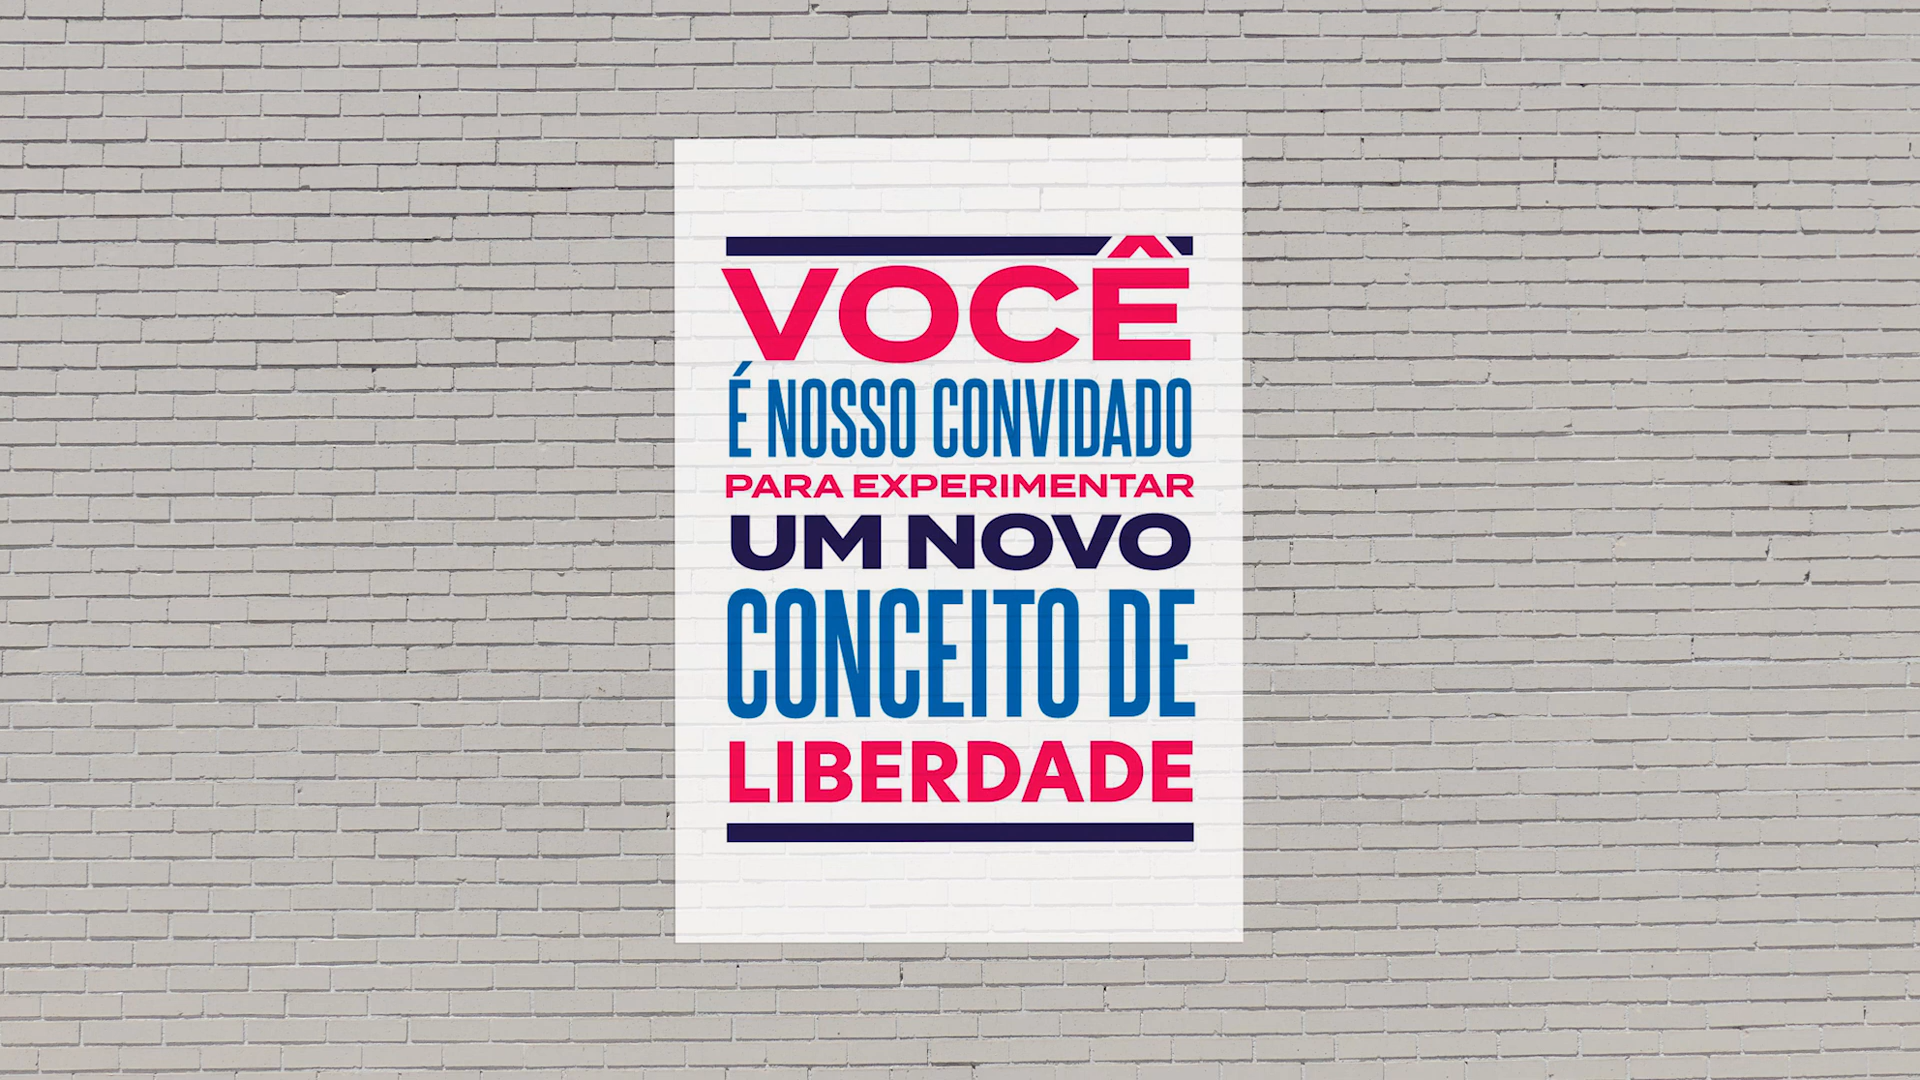 VOCÊ
É NOSSO CONVIDADO
PARA EXPERIMENTAR
UM NOVO
CONCEITO DE
LIBERDADE